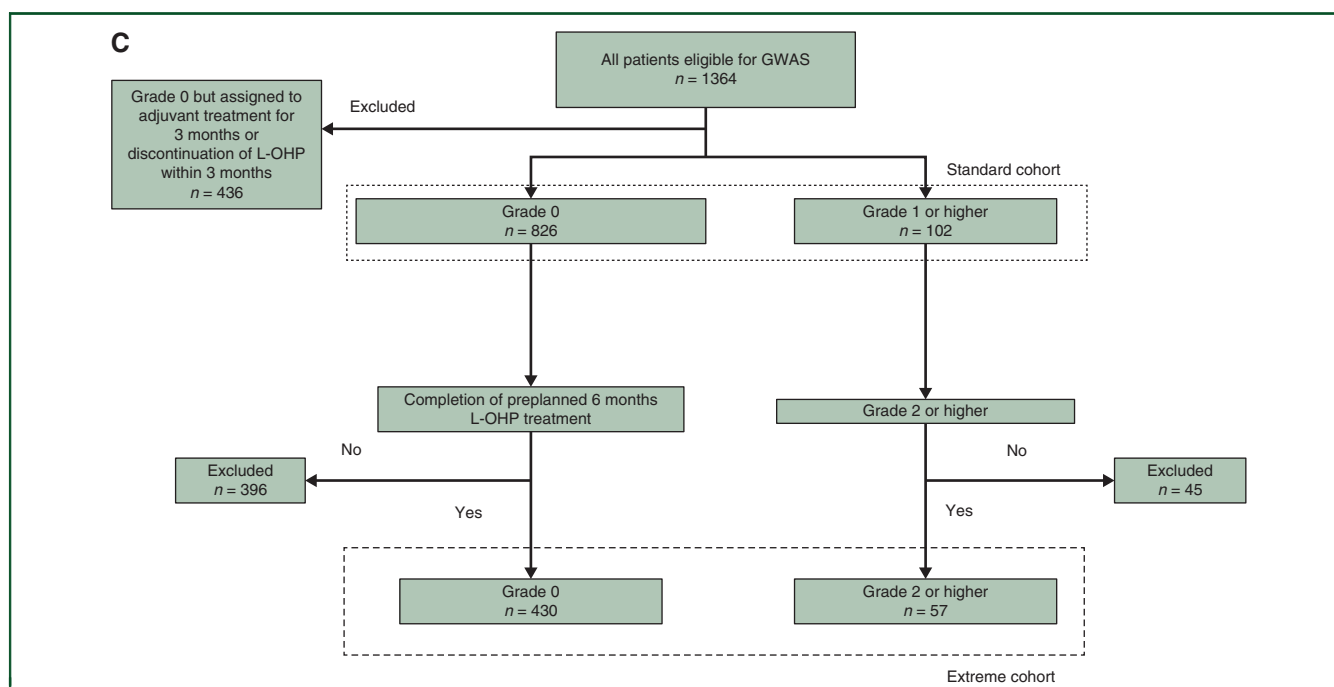 C
All patients eligible for GWAS
n = 1364
Grade 0 but assigned to
adjuvant treatment for
3 months or
discontinuation of L-OHP
within 3 months
n = 436
Excluded
Standard cohort
Grade 0
n = 826
Grade 1 or higher
n = 102
Completion of preplanned 6 months
L-OHP treatment
Grade 2 or higher
No
No
Excluded
n = 396
Excluded
n = 45
Yes
Yes
Grade 0
n = 430
Grade 2 or higher
n = 57
Extreme cohort